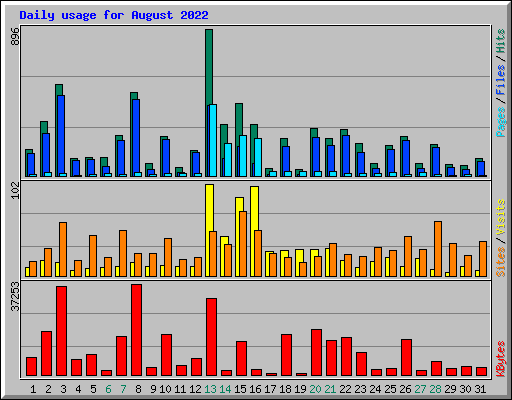 Daily usage for August 2022
896
Pages / Files / Hits
102
Sites / Visits
37253
KBytes
1 2 3 4 5 6 7 8 9 10 11 12 13 14 15 16 17 18 19 20 21 22 23 24 25 26 27 28 29 30 31